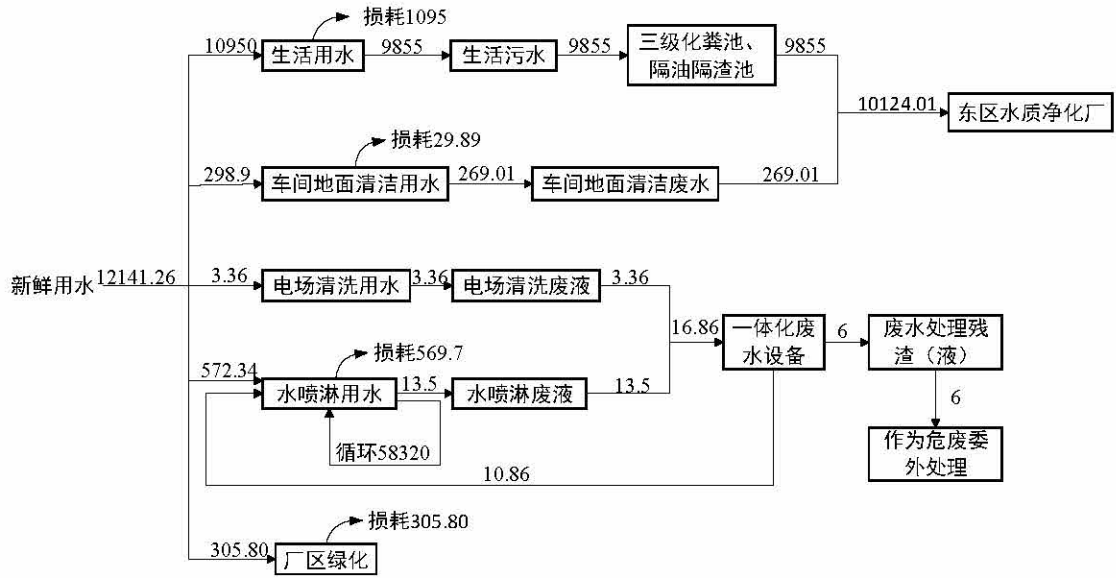 损耗1095
10950
生活用水
9855
生活污水
9855
三级化粪池、
隔油隔渣池
9855
10124.01
东区水质净化厂
损耗29.89
298.9
车间地面清洁用水
269.01
车间地面清洁废水
269.01
新鲜用水
12141.26
3.36
电场清洗用水
3.36
电场清洗废液
3.36
16.86
一体化废
水设备
6
废水处理残
渣（液）
损耗569.7
572.34
水喷淋用水
13.5
水喷淋废液
13.5
6
循环58320
作为危废委
外处理
10.86
损耗305.80
305.80
厂区绿化